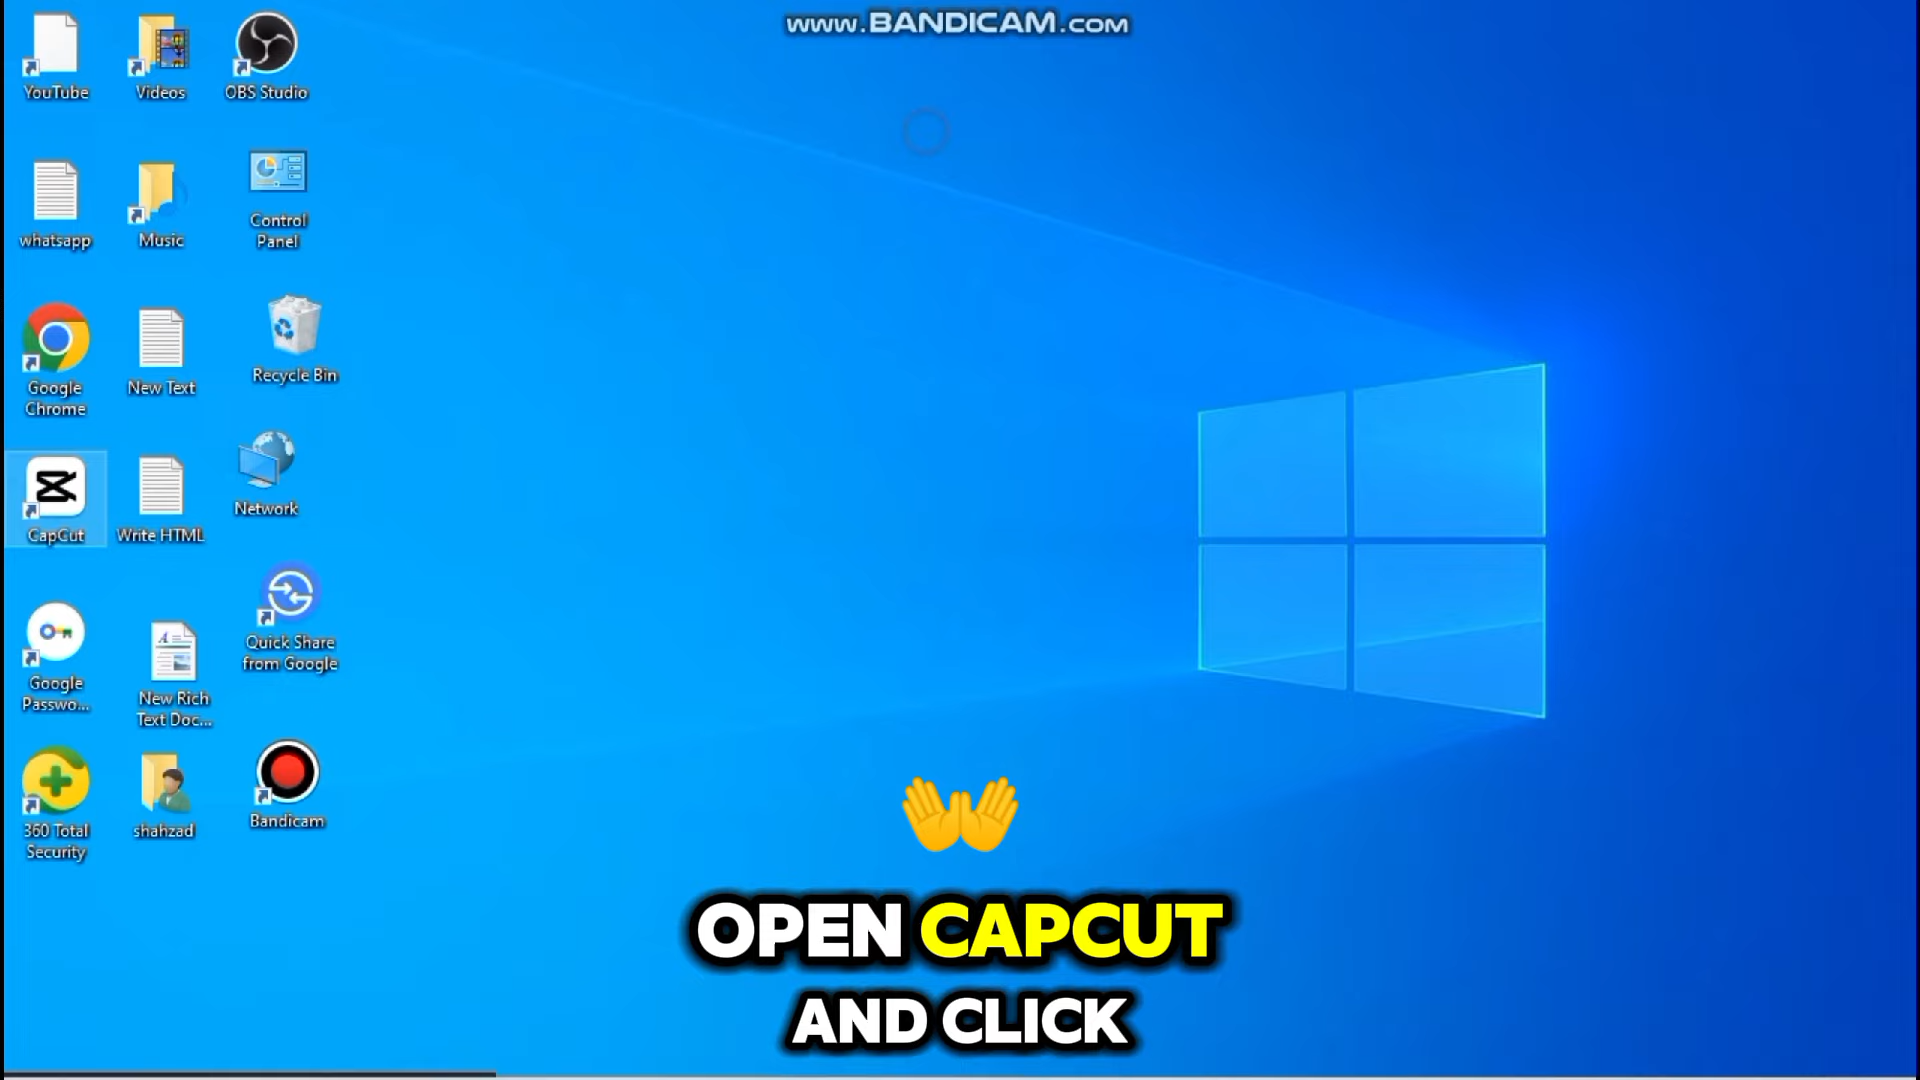 www.BANDICAM.com
YouTube
Videos
OBS Studio
whatsapp
Music
Control
Panel
Google
Chrome
New Text
Recycle Bin
CapCut
Write HTML
Network
Google
Passwo...
New Rich
Text Doc...
Quick Share
from Google
360 Total
Security
shahzad
Bandicam
OPEN CAPCUT
AND CLICK